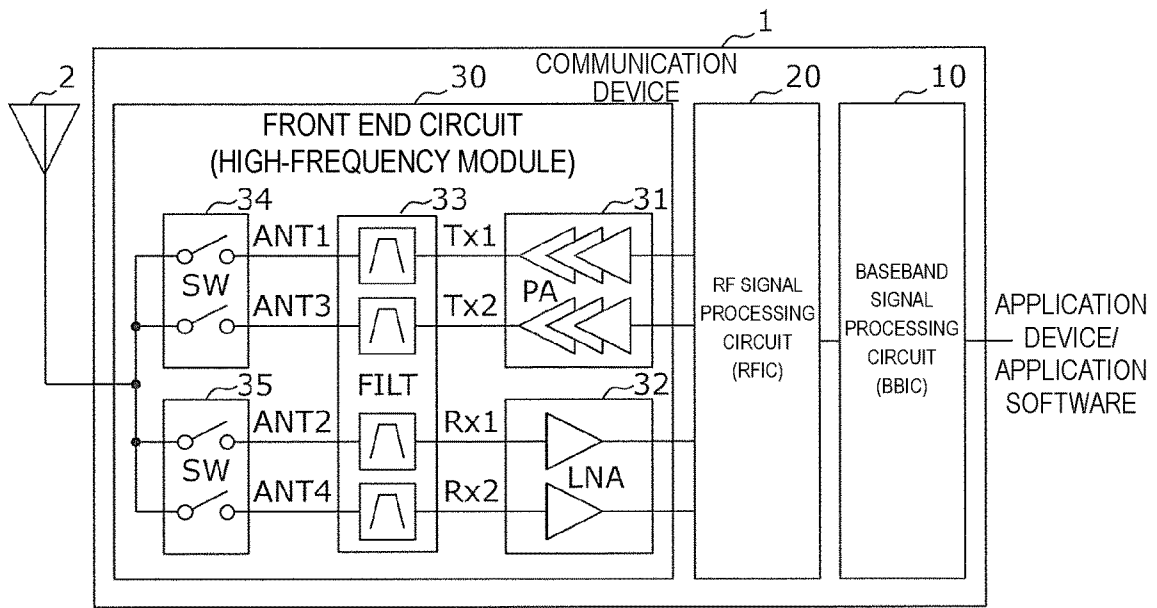 1
2
COMMUNICATION
DEVICE
30
20
10
FRONT END CIRCUIT
(HIGH-FREQUENCY MODULE)
34
33
31
ANT1
Tx1
SW
PA
ANT3
Tx2
35
FILT
32
ANT2
Rx1
SW
LNA
ANT4
Rx2
RF SIGNAL
PROCESSING
CIRCUIT
(RFIC)
BASEBAND
SIGNAL
PROCESSING
CIRCUIT
(BBIC)
APPLICATION
DEVICE/
APPLICATION
SOFTWARE